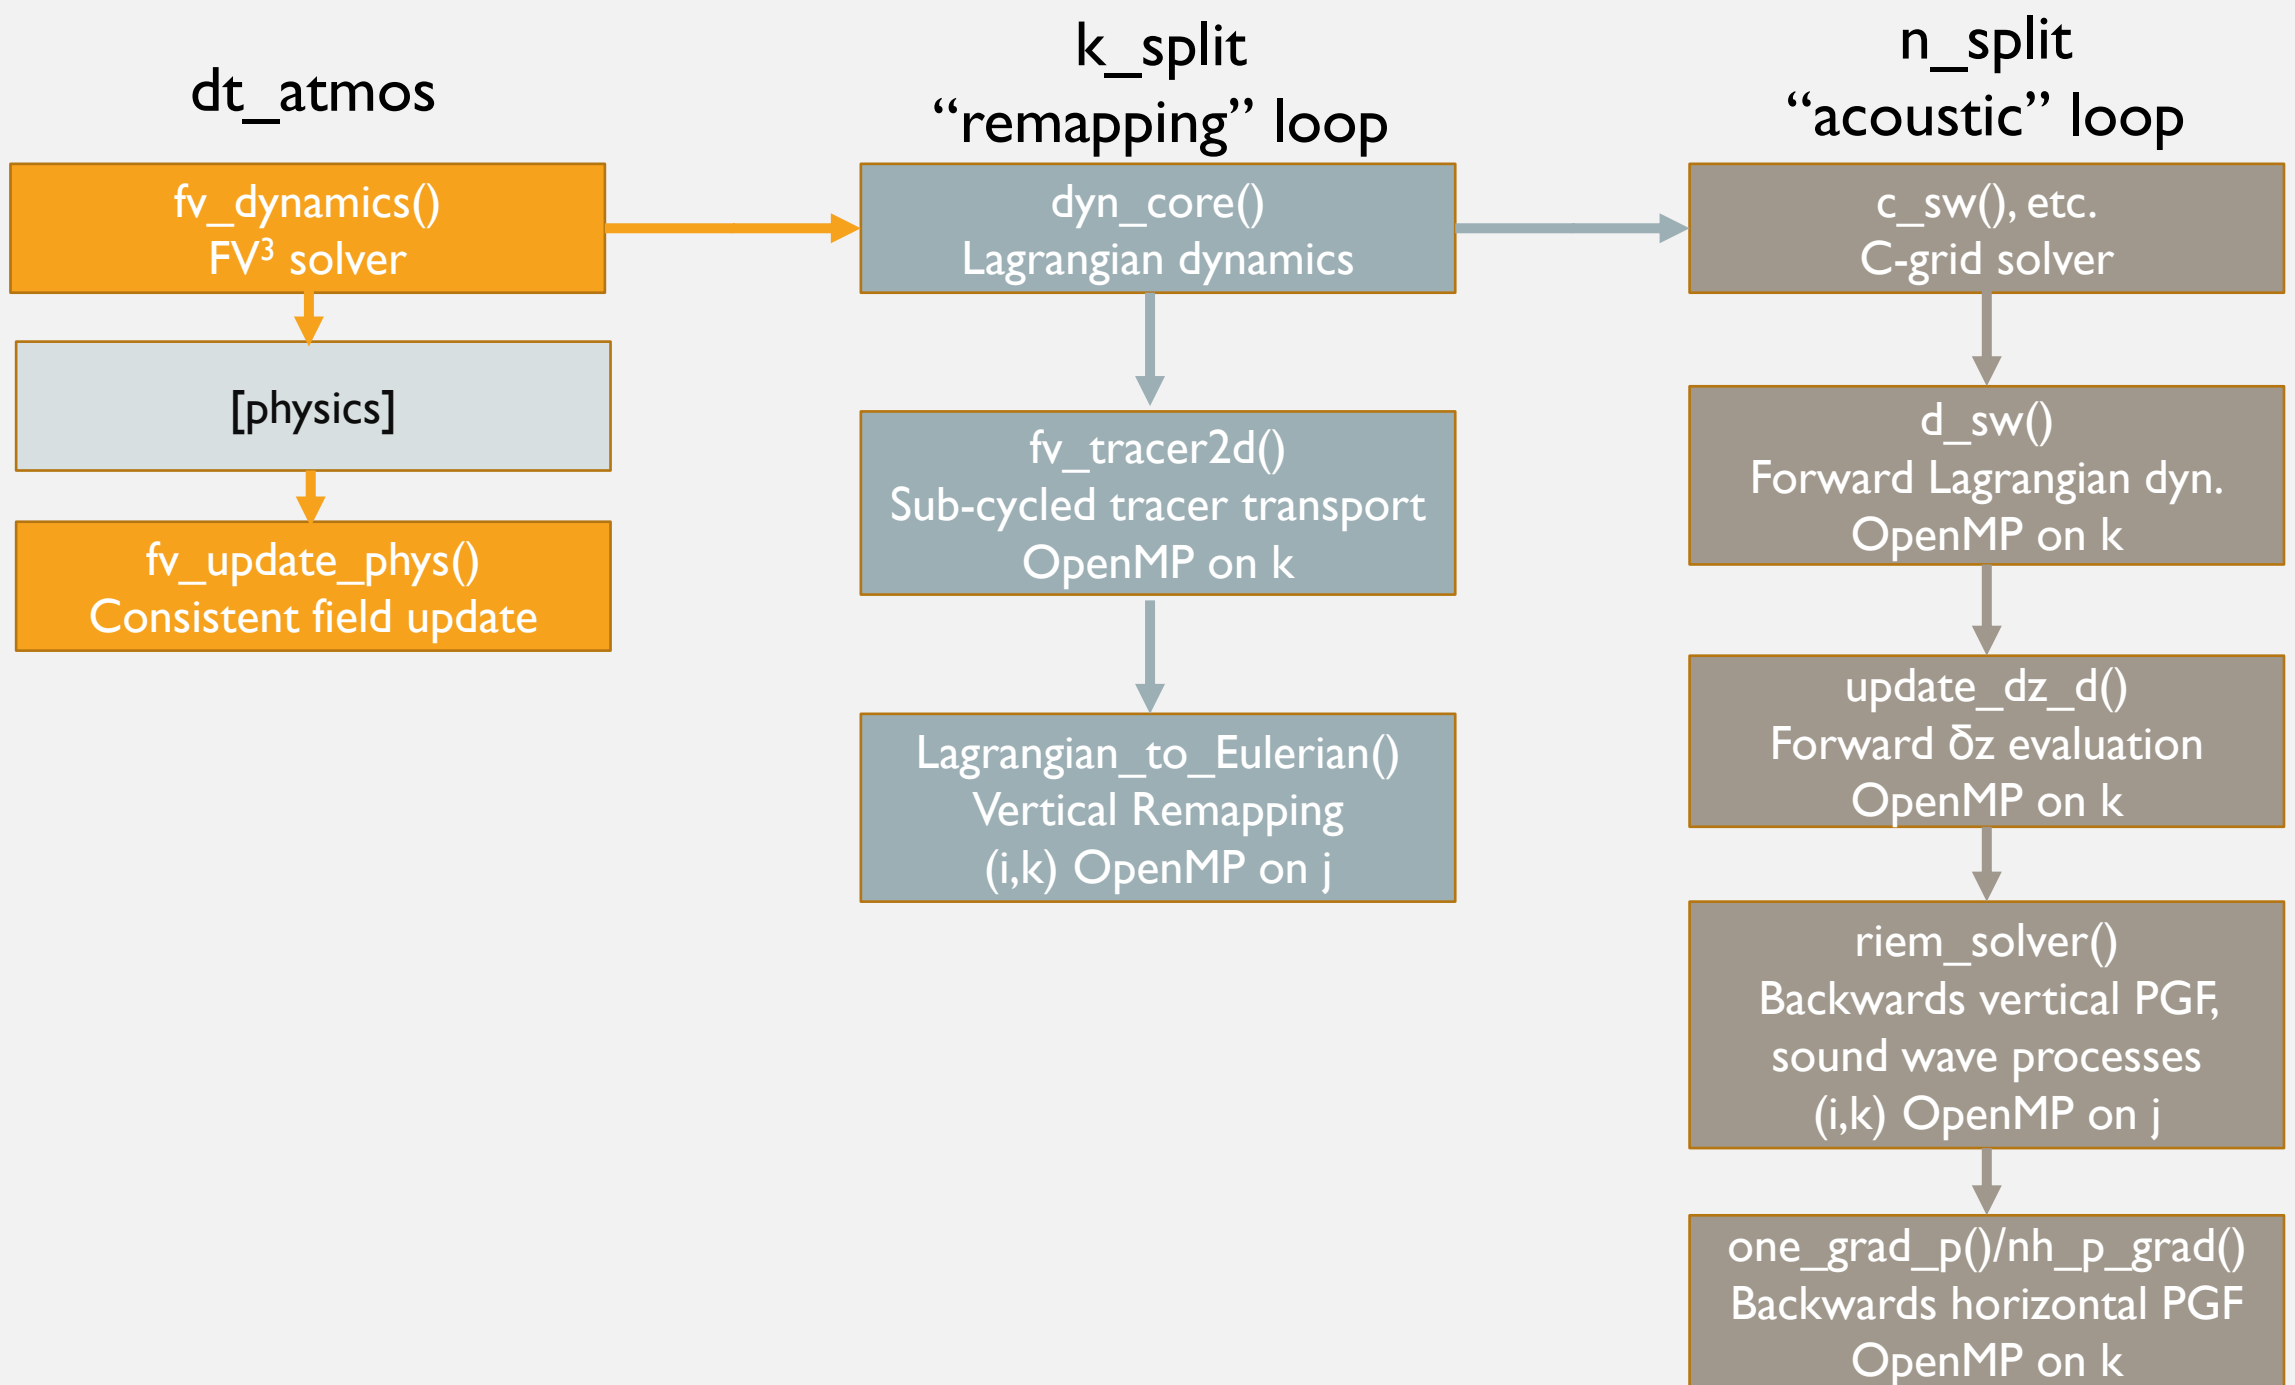 dt_atmos
fv_dynamics()
FV³ solver
[physics]
fv_update_phys()
Consistent field update
k_split
“remapping” loop
dyn_core()
Lagrangian dynamics
fv_tracer2d()
Sub-cycled tracer transport
OpenMP on k
Lagrangian_to_Eulerian()
Vertical Remapping
(i,k) OpenMP on j
n_split
“acoustic” loop
c_sw(), etc.
C-grid solver
d_sw()
Forward Lagrangian dyn.
OpenMP on k
update_dz_d()
Forward δz evaluation
OpenMP on k
riem_solver()
Backwards vertical PGF,
sound wave processes
(i,k) OpenMP on j
one_grad_p()/nh_p_grad()
Backwards horizontal PGF
OpenMP on k